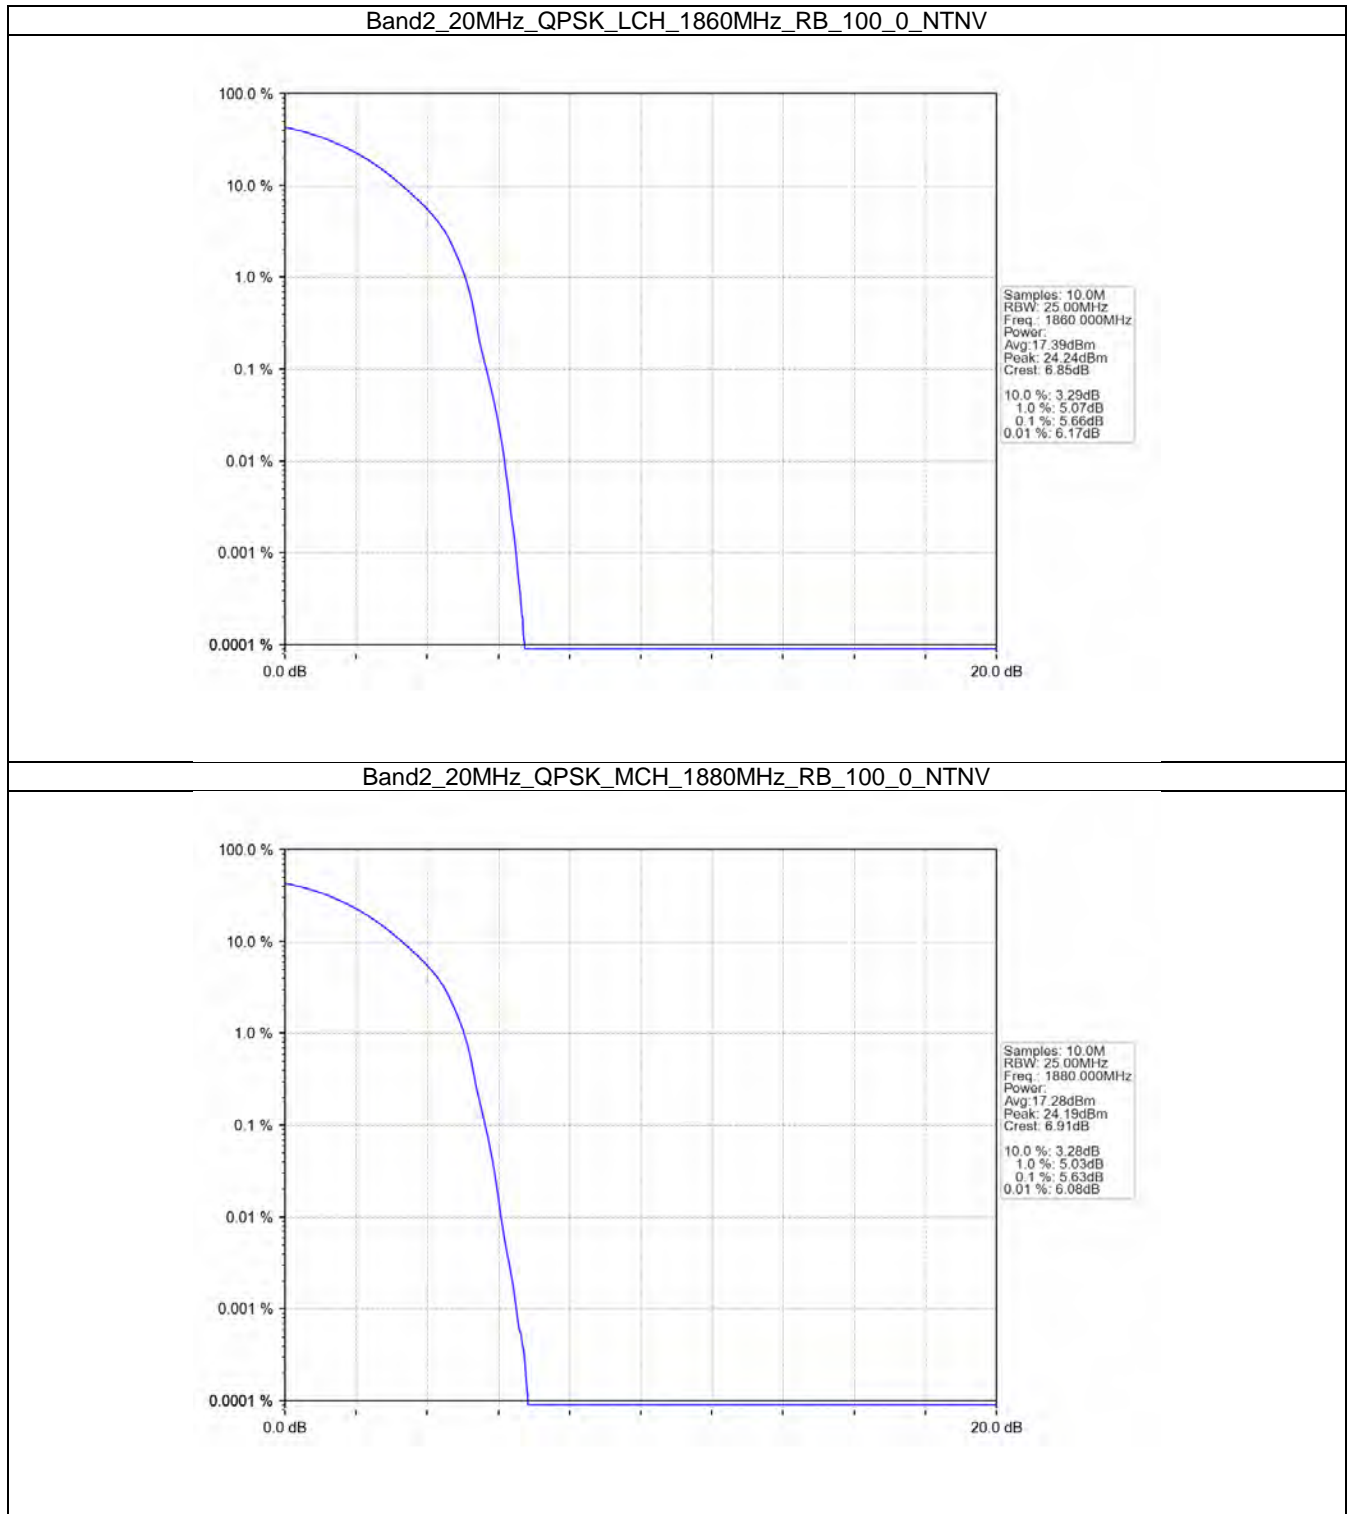 Band2_20MHz_QPSK_LCH_1860MHz_RB_100_0_NTNV
100.0 %
10.0 %
1.0 %
0.1 %
0.01 %
0.001 %
0.0001 %
0.0 dB
20.0 dB
Samples: 10.0M
RBW: 25.00MHz
Freq.: 1860.000MHz
Power:
Avg:17.39dBm
Peak: 24.24dBm
Crest: 6.85dB
10.0 %: 3.29dB
1.0 %: 5.07dB
0.1 %: 5.66dB
0.01 %: 6.17dB
Band2_20MHz_QPSK_MCH_1880MHz_RB_100_0_NTNV
100.0 %
10.0 %
1.0 %
0.1 %
0.01 %
0.001 %
0.0001 %
0.0 dB
20.0 dB
Samples: 10.0M
RBW: 25.00MHz
Freq.: 1880.000MHz
Power:
Avg:17.28dBm
Peak: 24.19dBm
Crest: 6.91dB
10.0 %: 3.28dB
1.0 %: 5.03dB
0.1 %: 5.63dB
0.01 %: 6.08dB